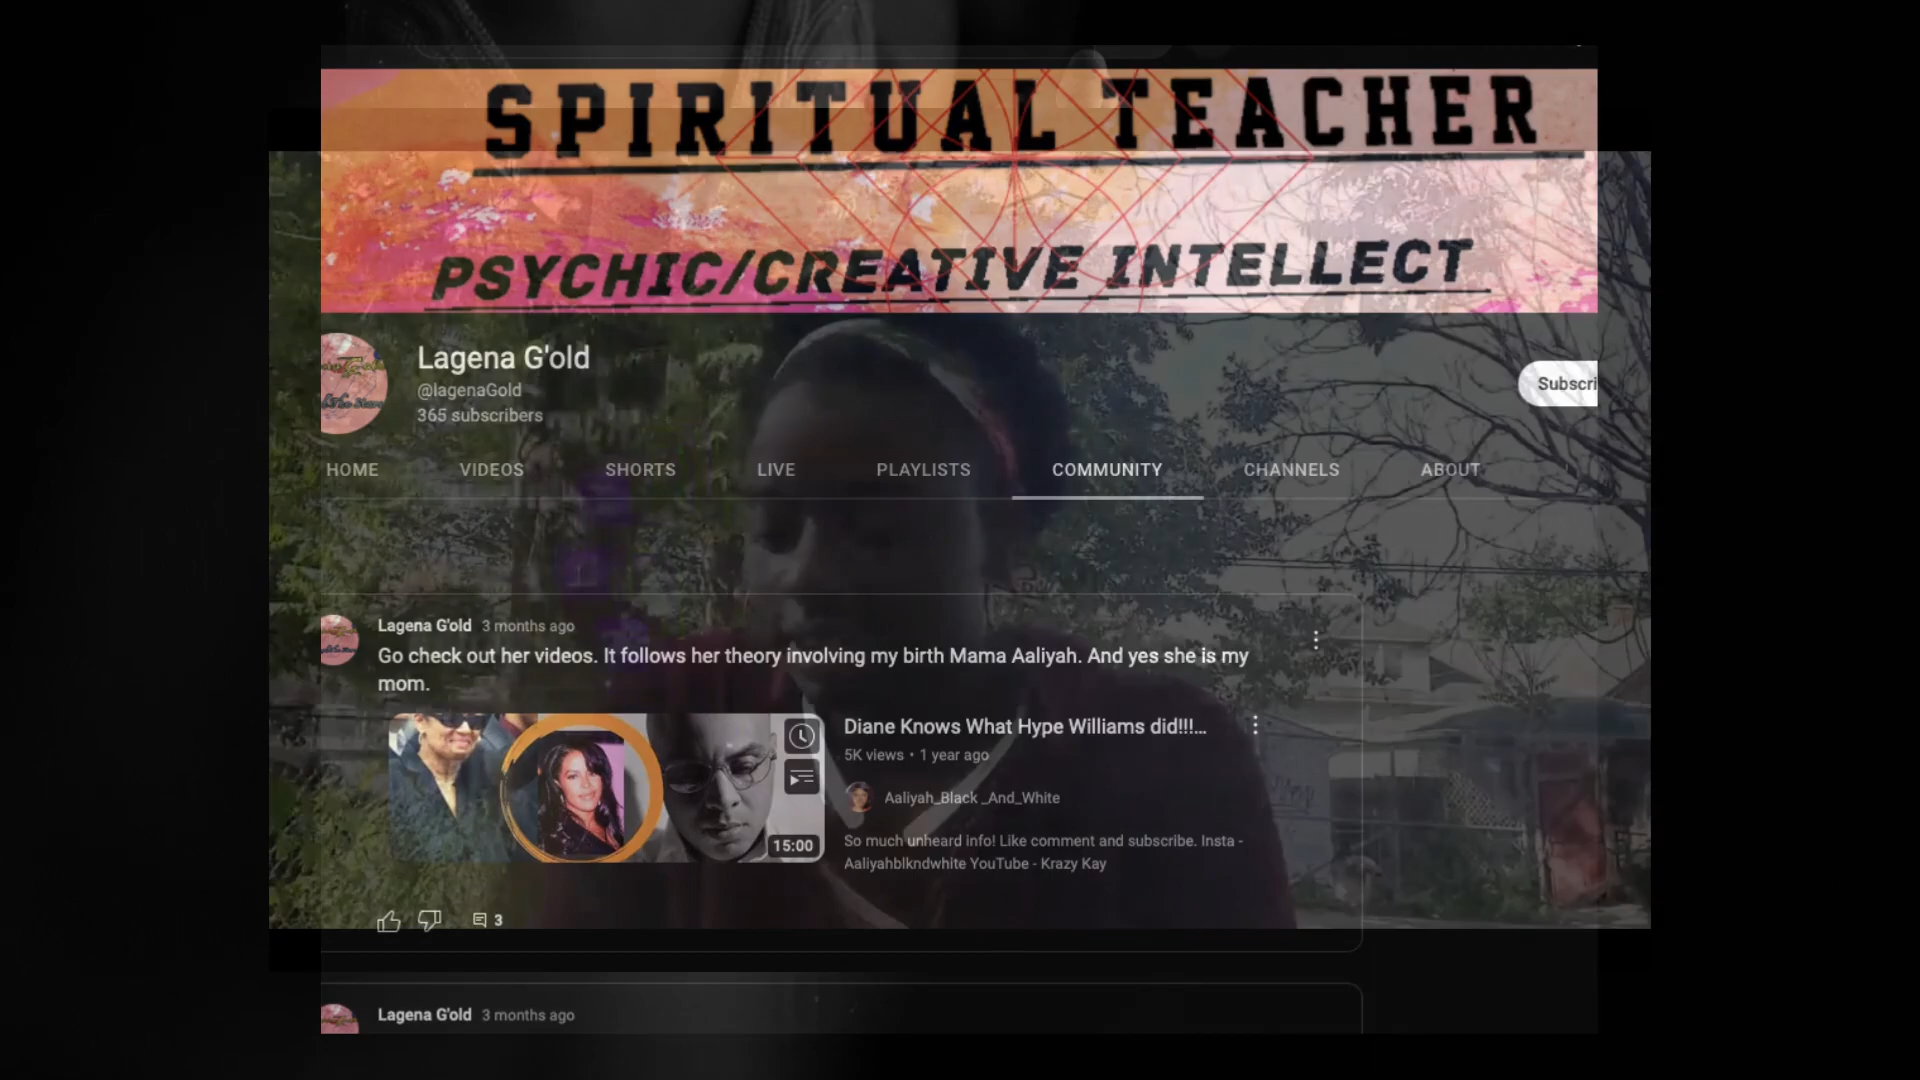 SPIRITUAL TEACHER
PSYCHIC/CREATIVE INTELLECT
Lagena G'old
@lagenaGold
365 subscribers
Subscri
HOME VIDEOS SHORTS LIVE PLAYLISTS COMMUNITY CHANNELS ABOUT
Lagena G'old 3 months ago
Go check out her videos. It follows her theory involving my birth Mama Aaliyah. And yes she is my
mom.
Diane Knows What Hype Williams did!!!...
5K views • 1 year ago
Aaliyah_Black _And_White
So much unheard info! Like comment and subscribe. Insta -
Aaliyahblkndwhite YouTube - Krazy Kay
15:00
3
Lagena G'old 3 months ago